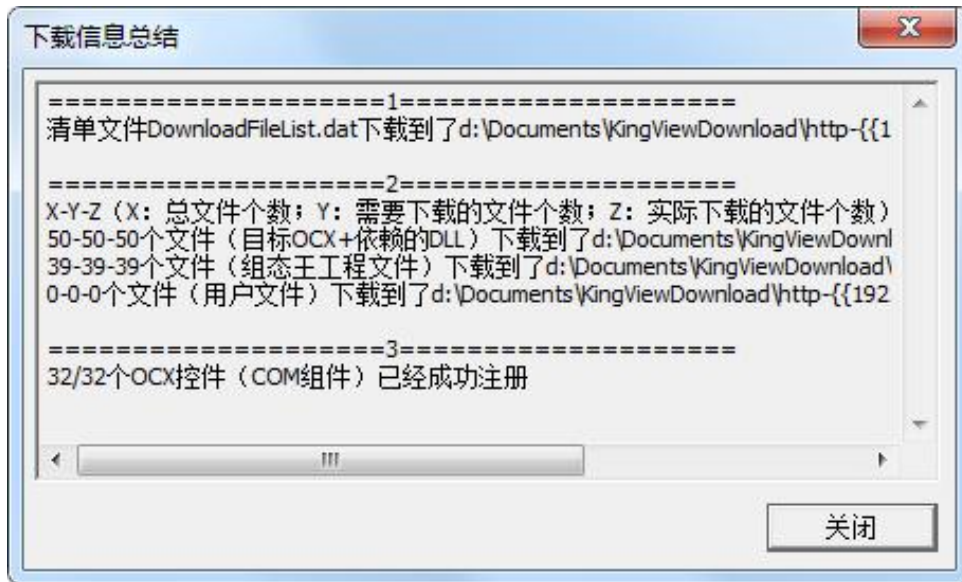 下载信息总结
====================1====================
清单文件DownloadFileList.dat下载到了d:\Documents\KingViewDownload\http-{{1
====================2====================
X-Y-Z（X：总文件个数；Y：需要下载的文件个数；Z：实际下载的文件个数）
50-50-50个文件（目标OCX+依赖的DLL）下载到了d:\Documents\KingViewDownl
39-39-39个文件（组态王工程文件）下载到了d:\Documents\KingViewDownload\
0-0-0个文件（用户文件）下载到了d:\Documents\KingViewDownload\http-{{192
====================3====================
32/32个OCX控件（COM组件）已经成功注册
关闭